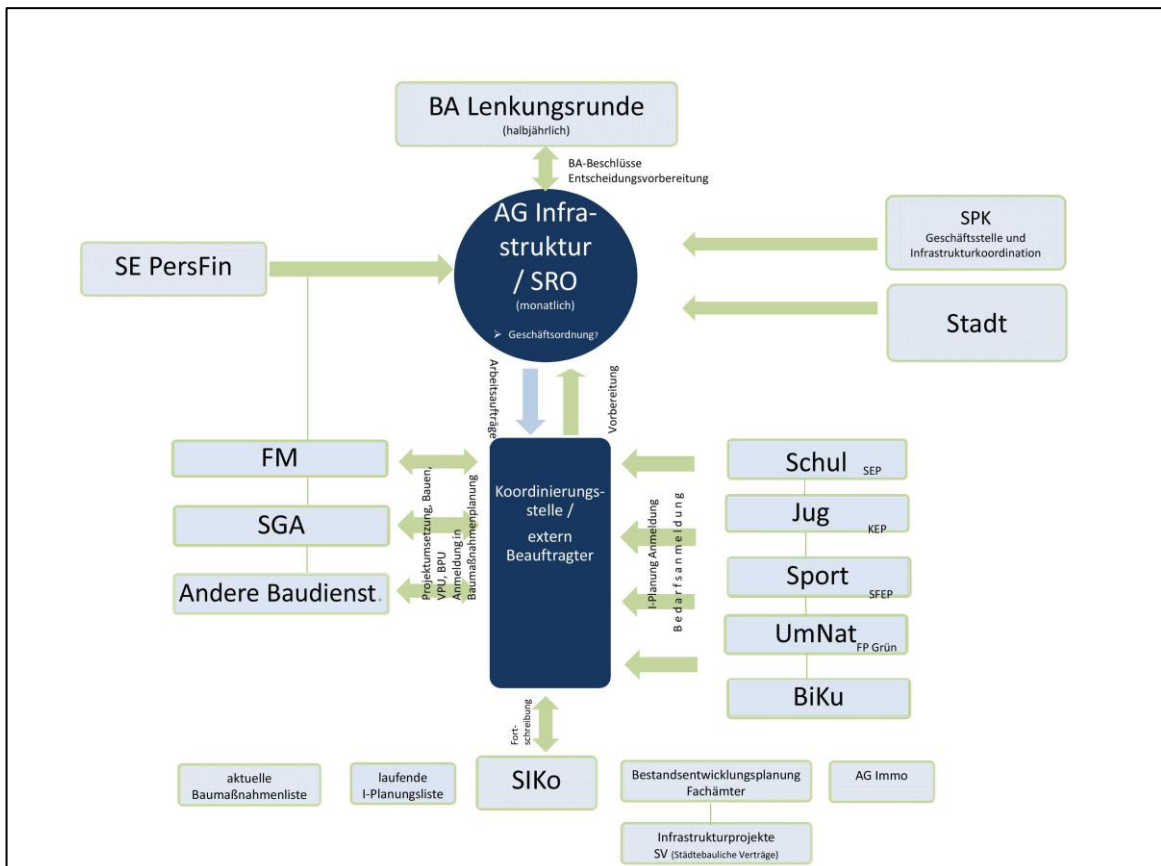 BA Lenkungsrunde
(halbjährlich)
BA-Beschlüsse
Entscheidungsvorbereitung
AG Infra-
struktur
/ SRO
(monatlich)
➢ Geschäftsordnung?
SE PersFin
SPK
Geschäftsstelle und
Infrastrukturkoordination
Stadt
Arbeitsaufträge
Vorbereitung
FM
SGA
Andere Baudienst.
Projektumsetzung, Bauen,
VPU, BPU
Anmeldung in
Baumaßnahmenplanung
Koordinierungs-
stelle /
extern
Beauftragter
I-Planung Anmeldung
Bedarfsanmeldung
Schul SEP
Jug KEP
Sport SFEP
UmNat FP Grün
BiKu
Fort-
schreibung
aktuelle
Baumaßnahmenliste
laufende
I-Planungsliste
SIKo
Bestandsentwicklungsplanung
Fachämter
AG Immo
Infrastrukturprojekte
SV (Städtebauliche Verträge)